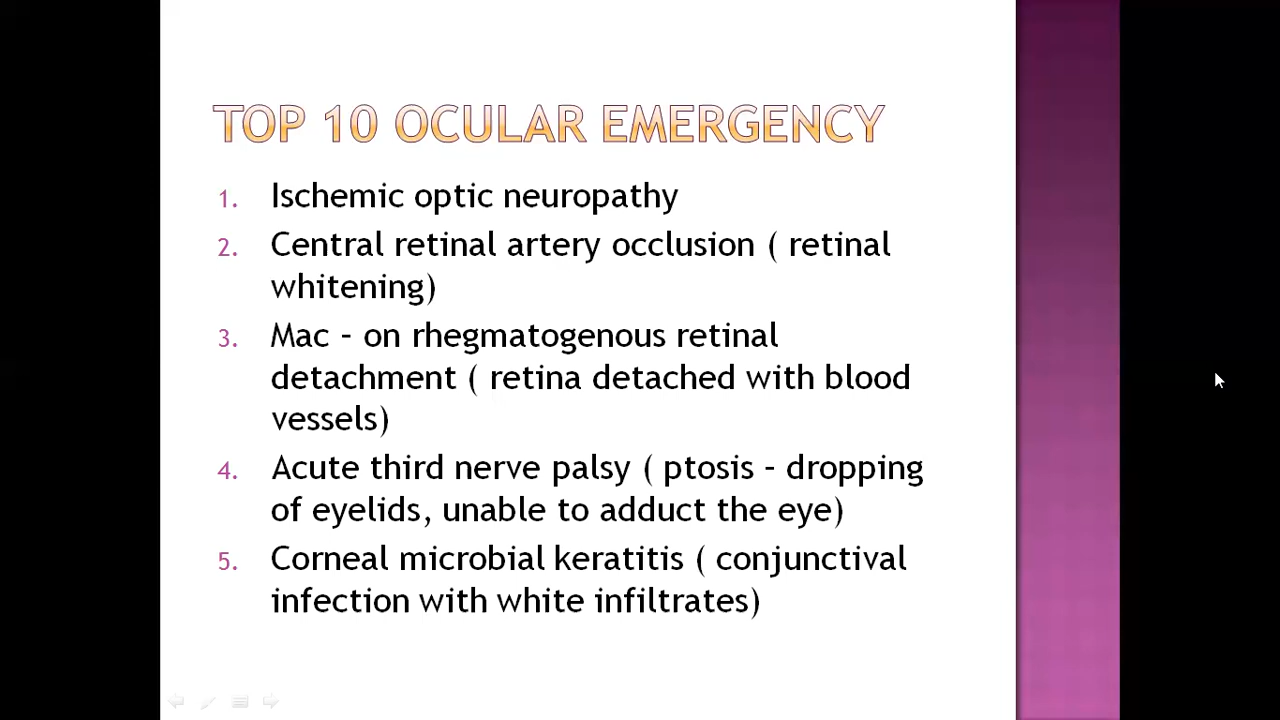 TOP 10 OCULAR EMERGENCY
1. Ischemic optic neuropathy
2. Central retinal artery occlusion ( retinal
whitening)
3. Mac – on rhegmatogenous retinal
detachment ( retina detached with blood
vessels)
4. Acute third nerve palsy ( ptosis – dropping
of eyelids, unable to adduct the eye)
5. Corneal microbial keratitis ( conjunctival
infection with white infiltrates)